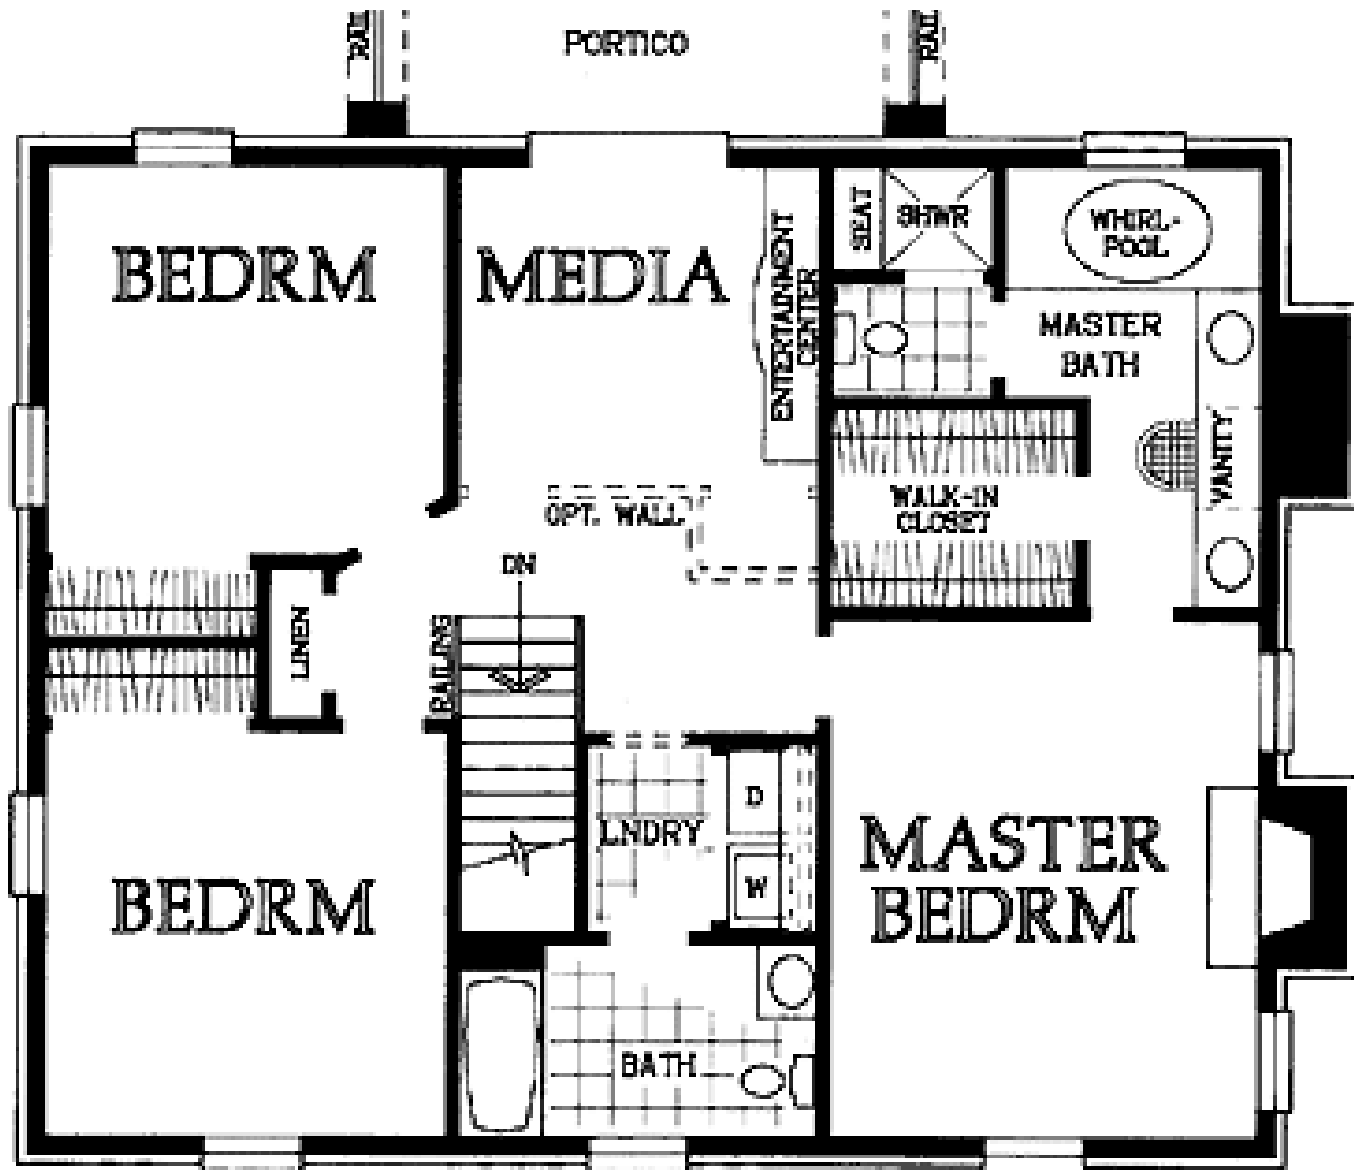 RAIL
PORTICO
RAIL
BEDRM
MEDIA
ENTERTAINMENT
CENTER
SEAT
SHWR
WHIRL-
POOL
MASTER
BATH
VANITY
WALK-IN
CLOSET
OPT. WALL
DN
LINEN
RAILING
BEDRM
LNDRY
D
W
MASTER
BEDRM
BATH